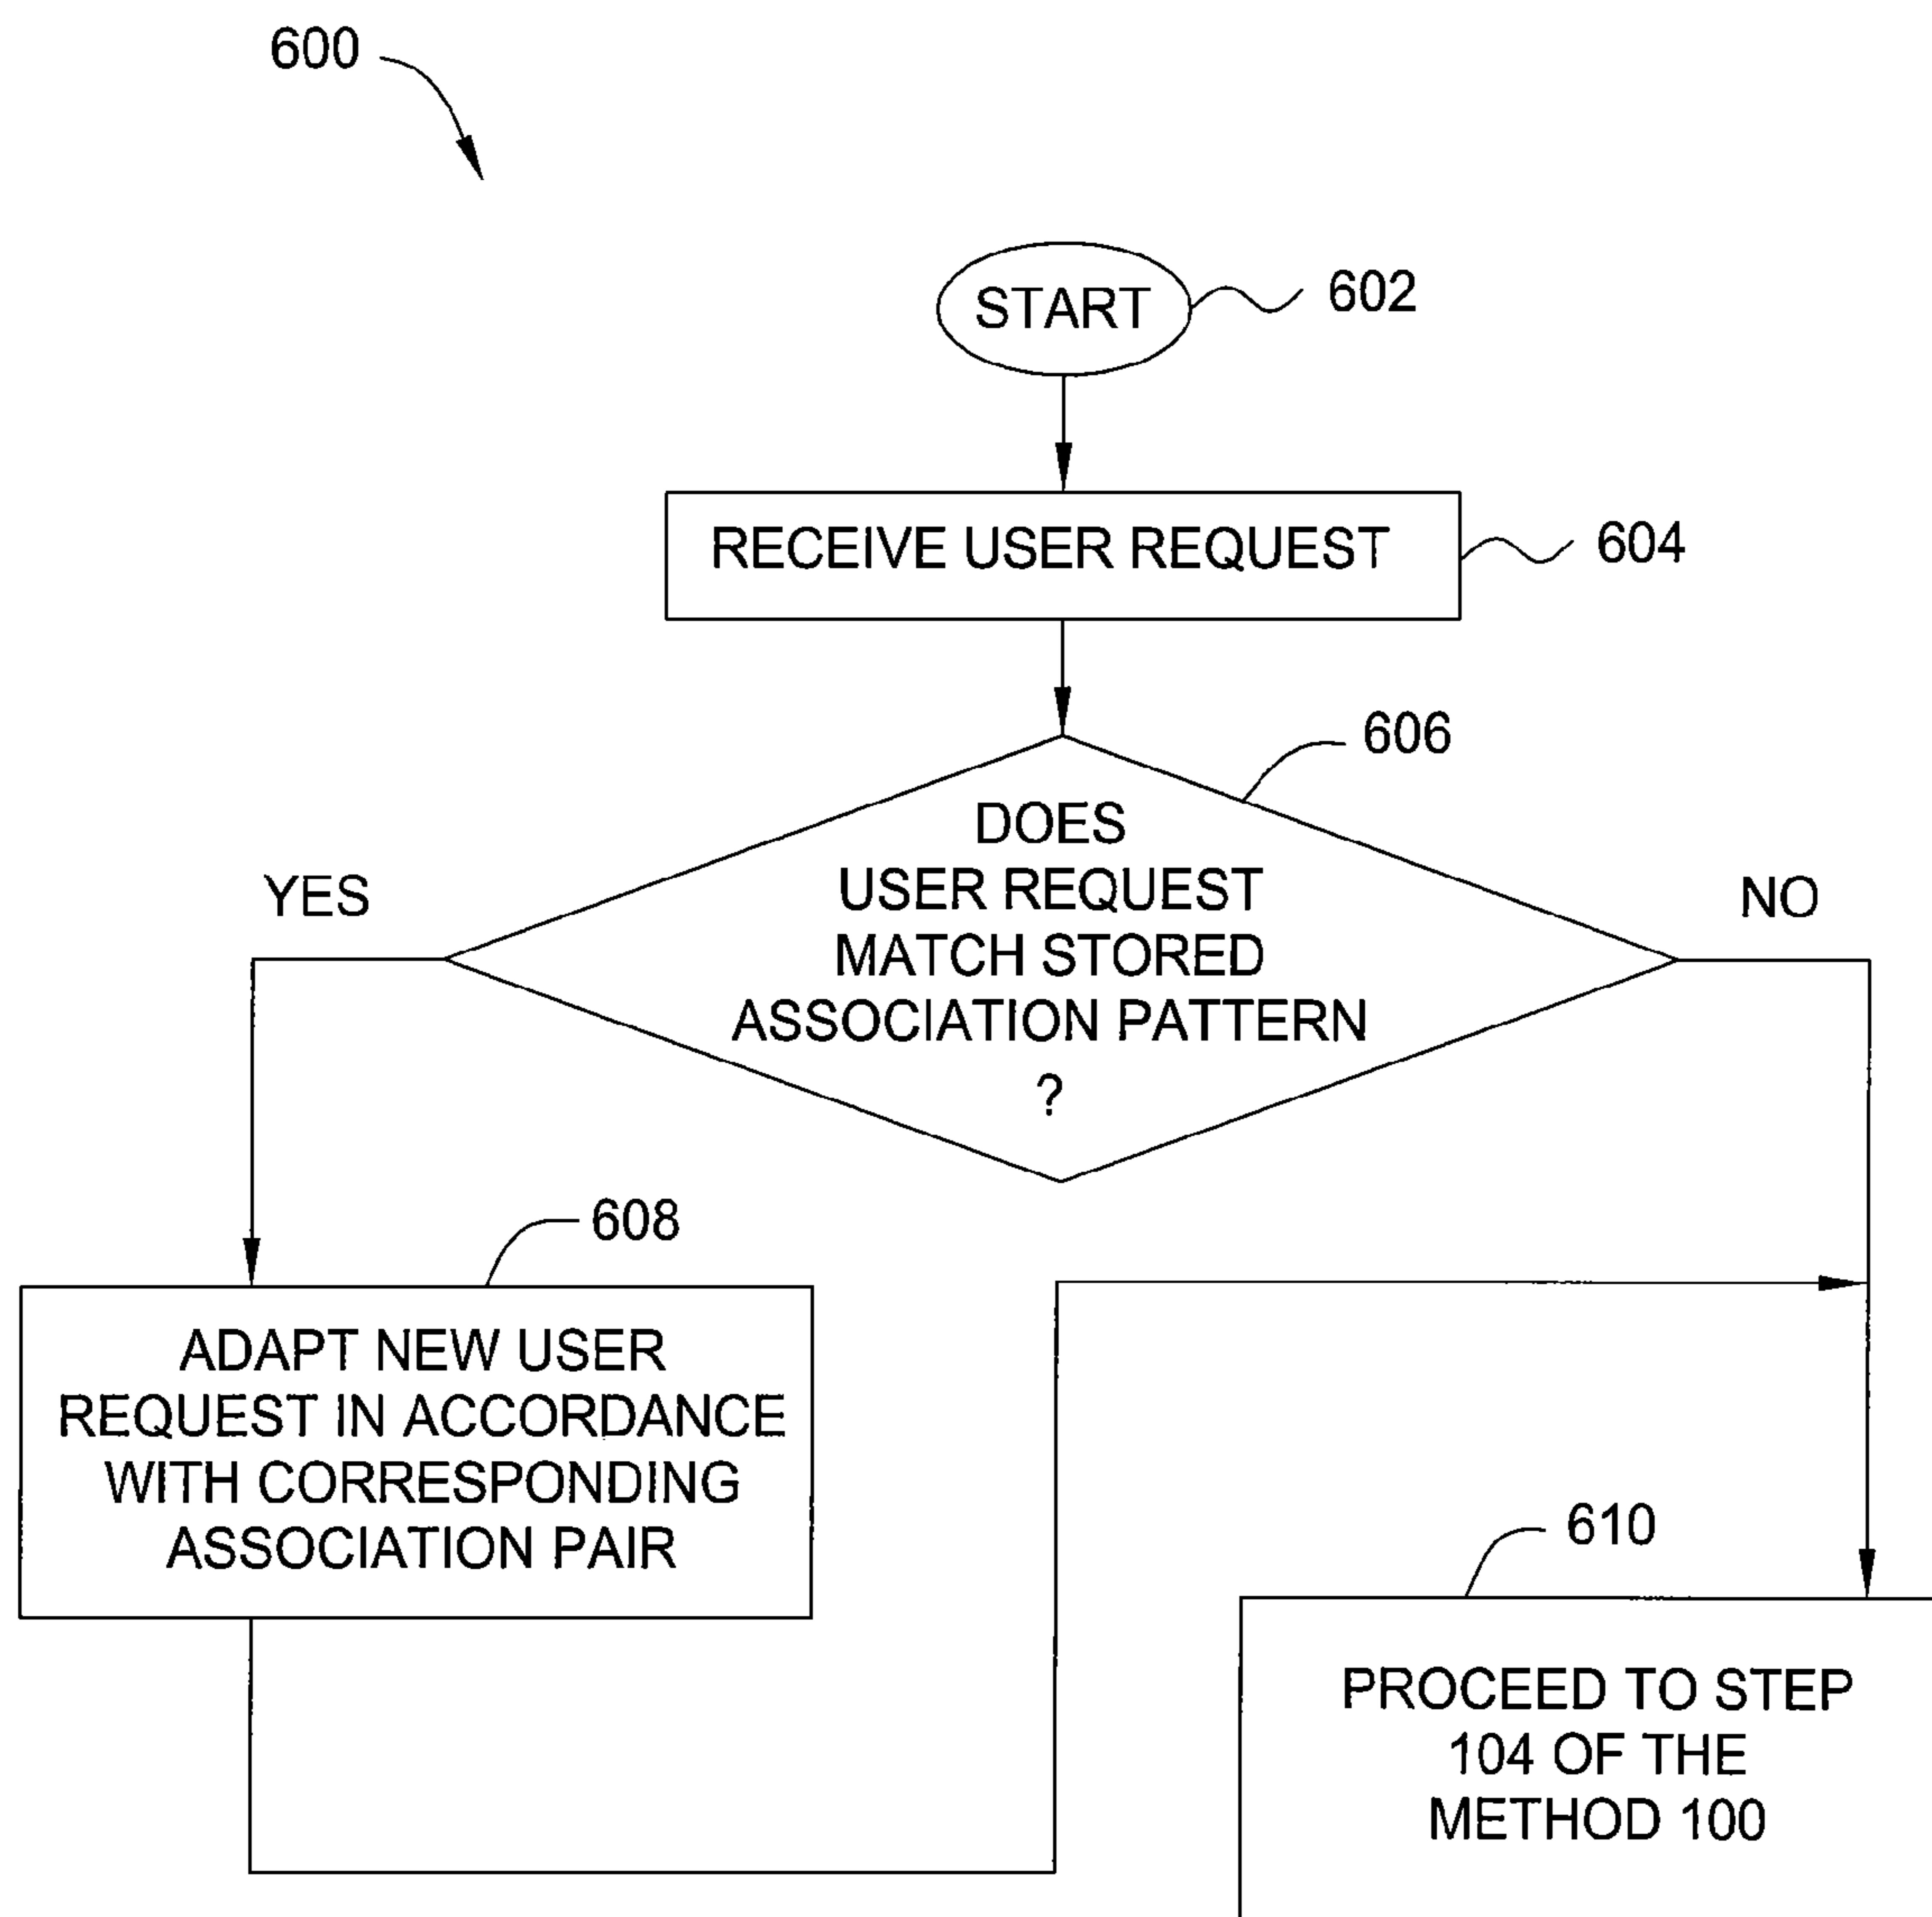 600
START
602
RECEIVE USER REQUEST
604
606
DOES
USER REQUEST
MATCH STORED
ASSOCIATION PATTERN
?
YES
NO
608
ADAPT NEW USER
REQUEST IN ACCORDANCE
WITH CORRESPONDING
ASSOCIATION PAIR
610
PROCEED TO STEP
104 OF THE
METHOD 100